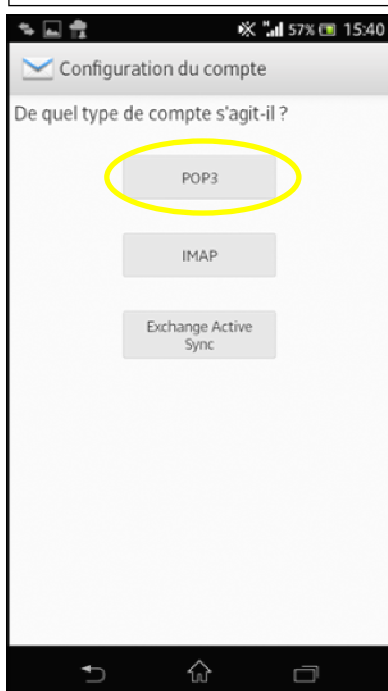 57% 15:40
Configuration du compte
De quel type de compte s'agit-il ?
POP3
IMAP
Exchange Active
Sync